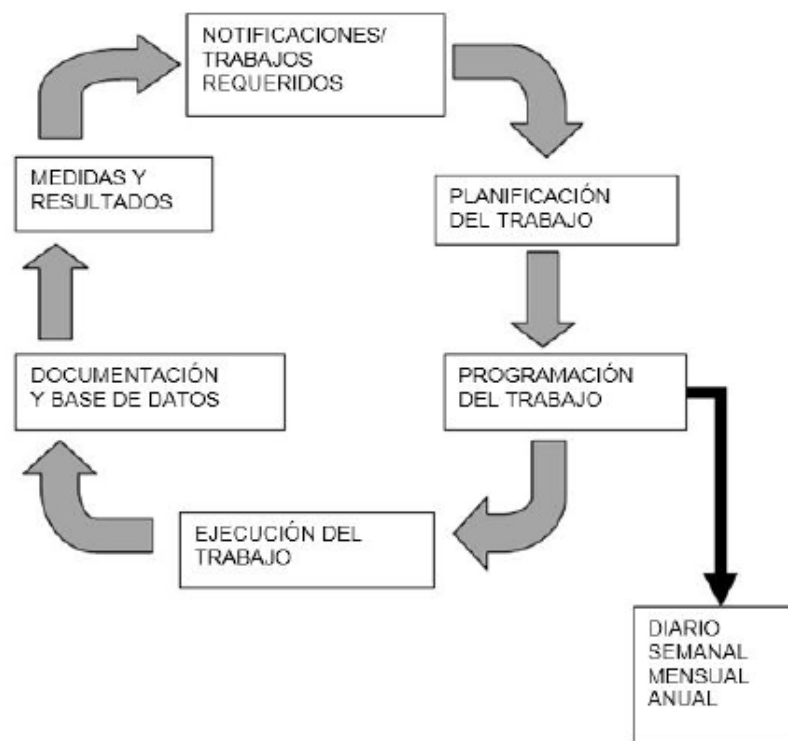 NOTIFICACIONES/
TRABAJOS
REQUERIDOS
PLANIFICACIÓN
DEL TRABAJO
PROGRAMACIÓN
DEL TRABAJO
DIARIO
SEMANAL
MENSUAL
ANUAL
EJECUCIÓN DEL
TRABAJO
DOCUMENTACIÓN
Y BASE DE DATOS
MEDIDAS Y
RESULTADOS